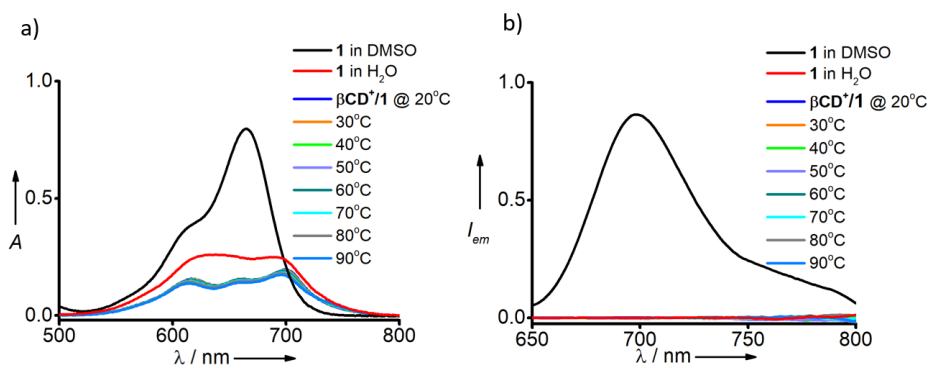 a)
1 in DMSO
1 in H₂O
βCD⁺/1 @ 20°C
30°C
40°C
50°C
60°C
70°C
80°C
90°C
1.0
0.5
0.0
A
500
600
700
800
λ / nm
b)
1 in DMSO
1 in H₂O
βCD⁺/1 @ 20°C
30°C
40°C
50°C
60°C
70°C
80°C
90°C
1.0
0.5
0.0
Iₑₘ
650
700
750
800
λ / nm